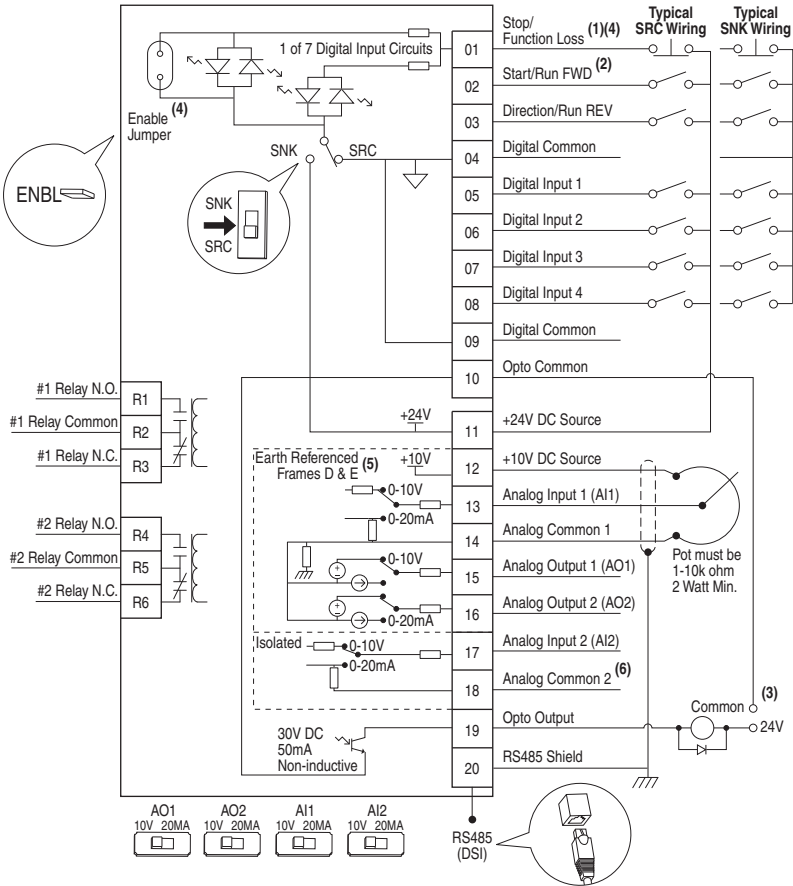 Stop/
Function Loss (1)(4)
Typical
SRC Wiring
Typical
SNK Wiring
1 of 7 Digital Input Circuits
01
02
Start/Run FWD (2)
Enable (4)
Jumper
03
Direction/Run REV
SNK
SRC
04
Digital Common
ENBL
SNK
SRC
05
Digital Input 1
06
Digital Input 2
07
Digital Input 3
08
Digital Input 4
09
Digital Common
10
Opto Common
#1 Relay N.O.
R1
#1 Relay Common
R2
#1 Relay N.C.
R3
+24V
11
+24V DC Source
Earth Referenced (5)
Frames D & E
+10V
12
+10V DC Source
0-10V
13
Analog Input 1 (AI1)
0-20mA
14
Analog Common 1
Pot must be
1-10k ohm
2 Watt Min.
#2 Relay N.O.
R4
#2 Relay Common
R5
#2 Relay N.C.
R6
0-10V
15
Analog Output 1 (AO1)
0-20mA
16
Analog Output 2 (AO2)
Isolated
0-10V
17
Analog Input 2 (AI2)
0-20mA
18
Analog Common 2 (6)
Common (3)
24V
19
Opto Output
30V DC
50mA
Non-inductive
20
RS485 Shield
AO1
10V 20MA
AO2
10V 20MA
AI1
10V 20MA
AI2
10V 20MA
RS485
(DSI)